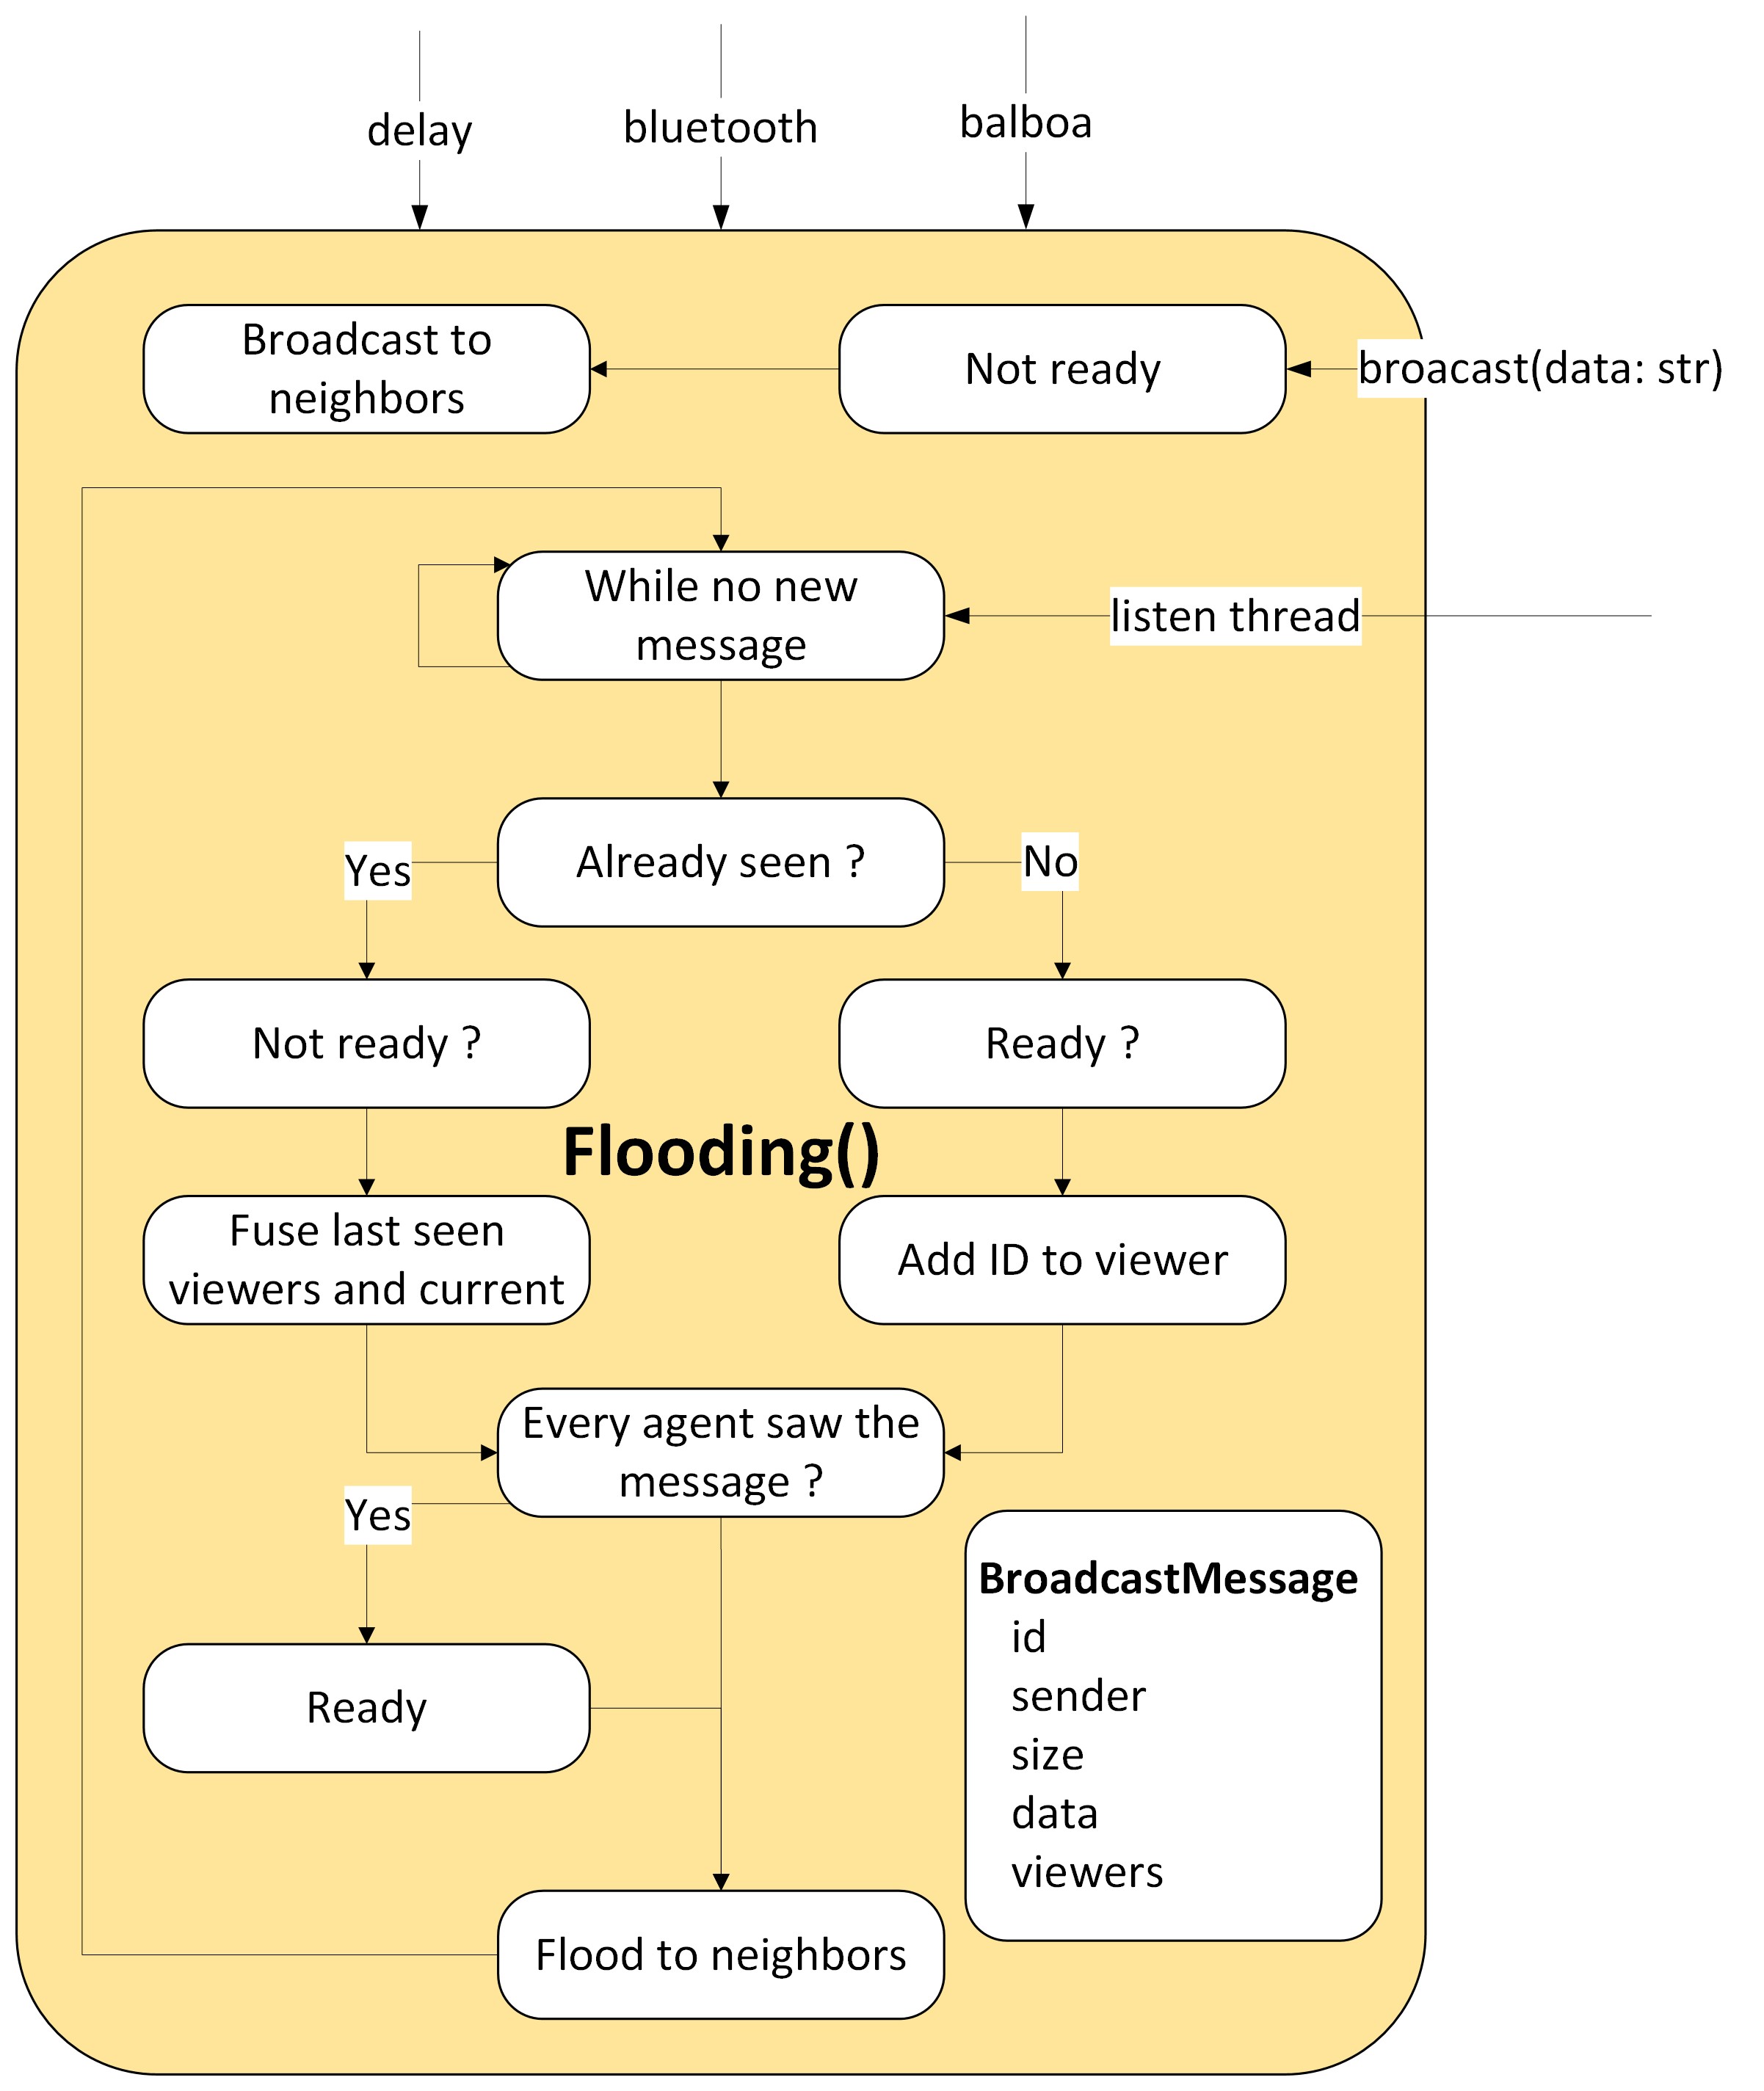 delay
bluetooth
balboa
Broadcast to
neighbors
Not ready
broacast(data: str)
While no new
message
listen thread
Already seen ?
Yes
No
Not ready ?
Ready ?
Flooding()
Fuse last seen
viewers and current
Add ID to viewer
Every agent saw the
message ?
Yes
Ready
BroadcastMessage
id
sender
size
data
viewers
Flood to neighbors